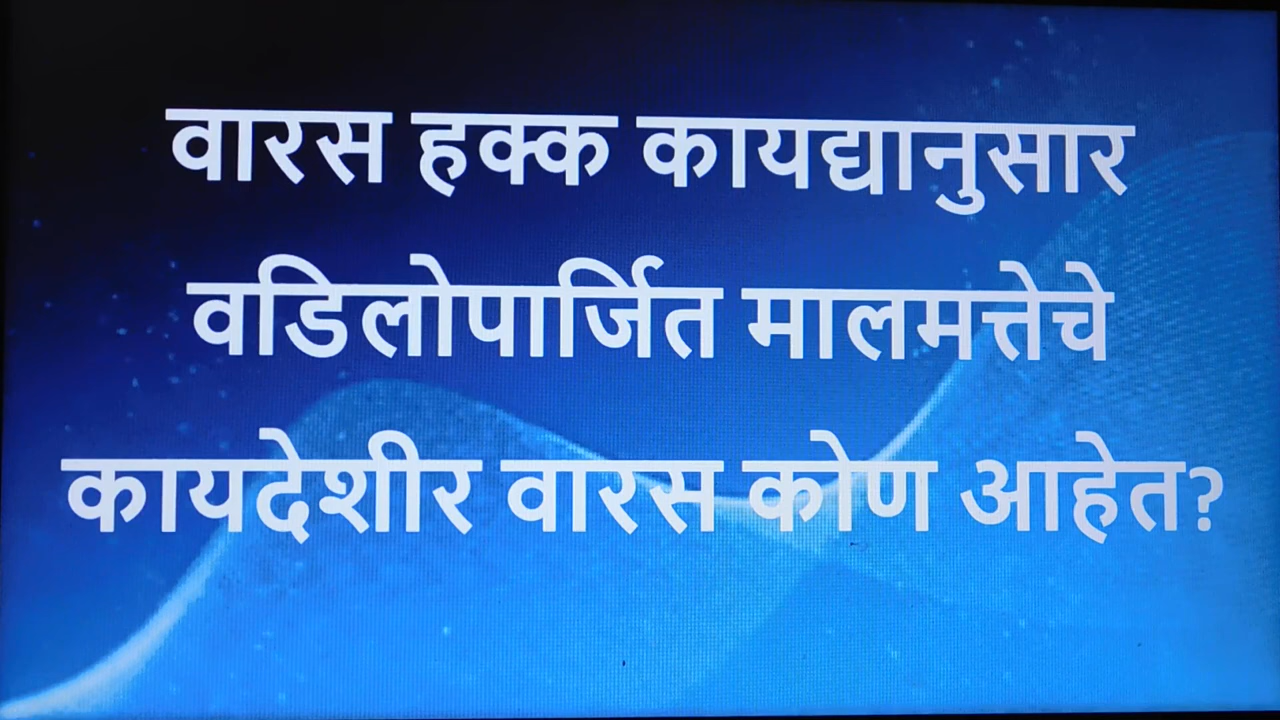 वारस हक्क कायद्यानुसार
वडिलोपार्जित मालमत्तेचे
कायदेशीर वारस कोण आहेत?